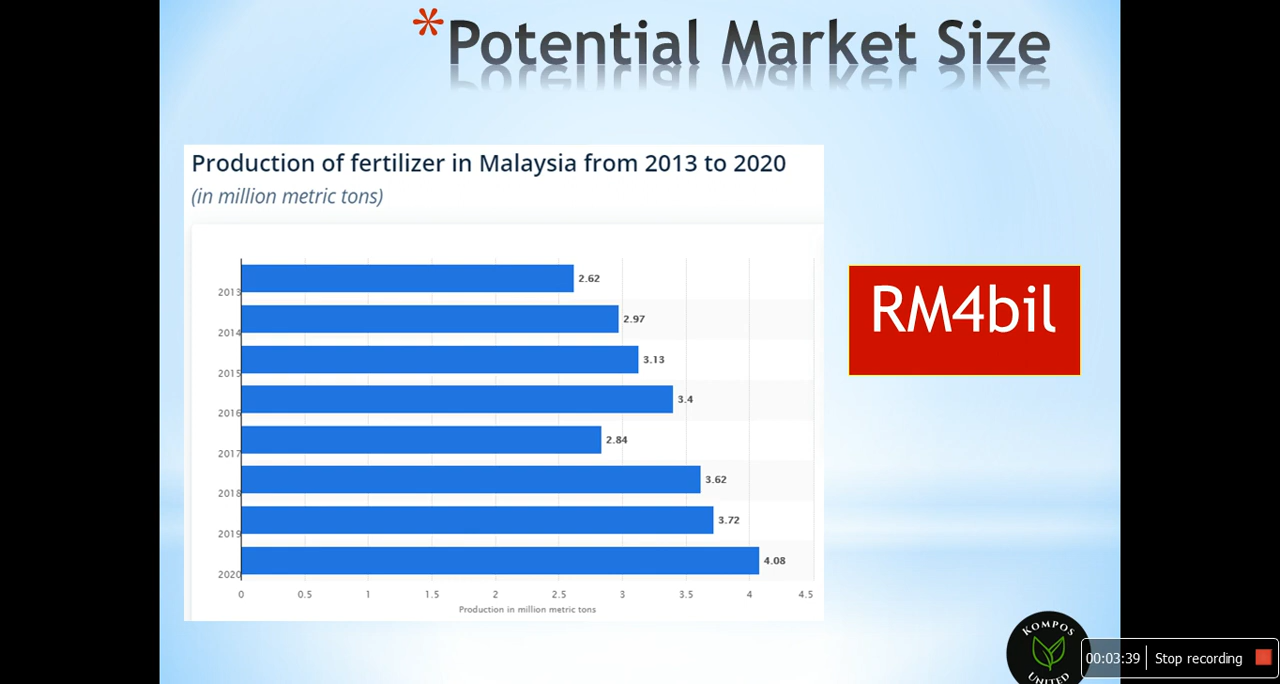 *Potential Market Size
Production of fertilizer in Malaysia from 2013 to 2020
(in million metric tons)
2013 2.62
2014 2.97
2015 3.13
2016 3.4
2017 2.84
2018 3.62
2019 3.72
2020 4.08
0 0.5 1 1.5 2 2.5 3 3.5 4 4.5
Production in million metric tons
RM4bil
KOMPOS
UNITED
00:03:39 Stop recording